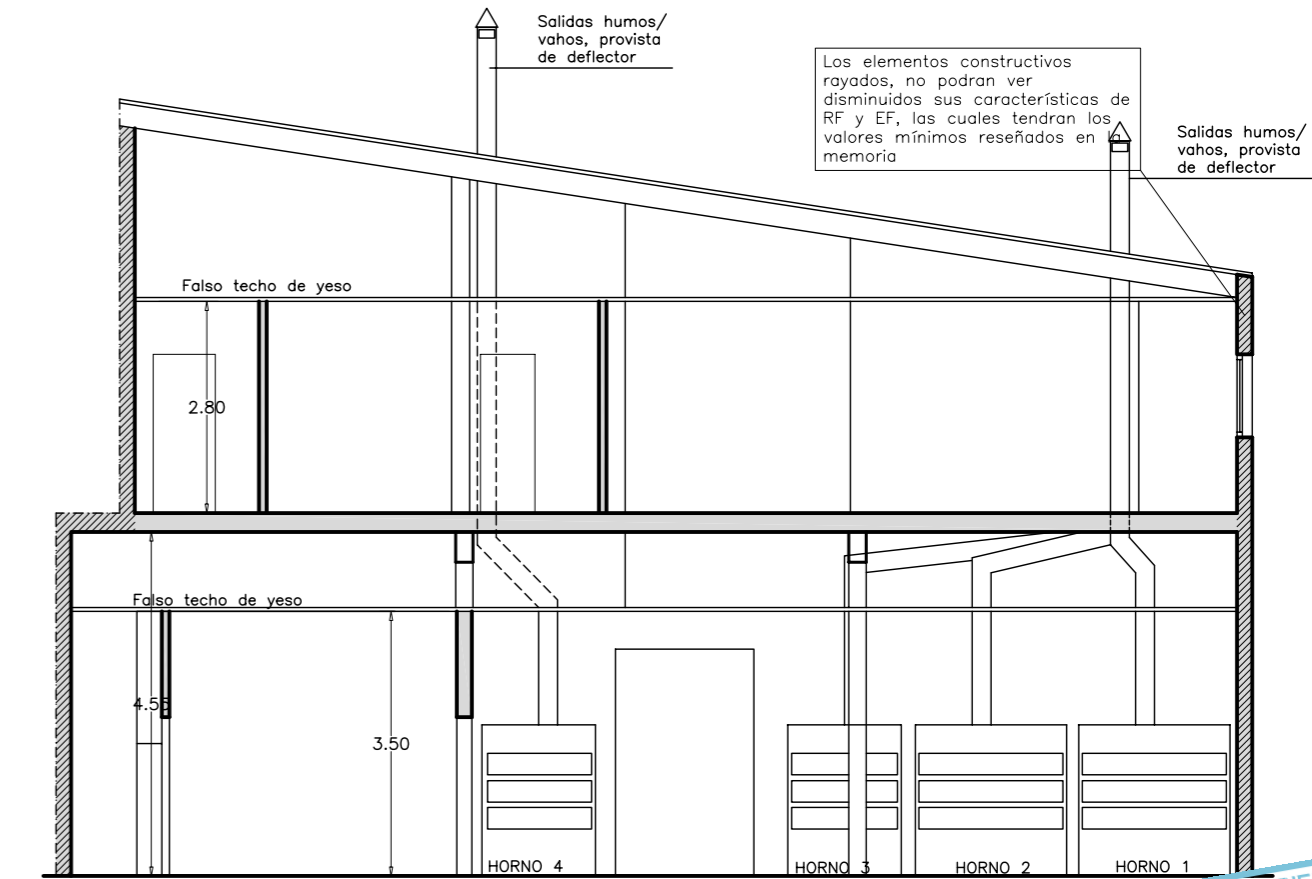 Salidas humos/
vahos, provista
de deflector
Los elementos constructivos
rayados, no podran ver
disminuidos sus características de
RF y EF, las cuales tendran los
valores mínimos reseñados en la
memoria
Salidas humos/
vahos, provista
de deflector
Falso techo de yeso
2.80
Falso techo de yeso
4.55
3.50
HORNO 4
HORNO 3
HORNO 2
HORNO 1